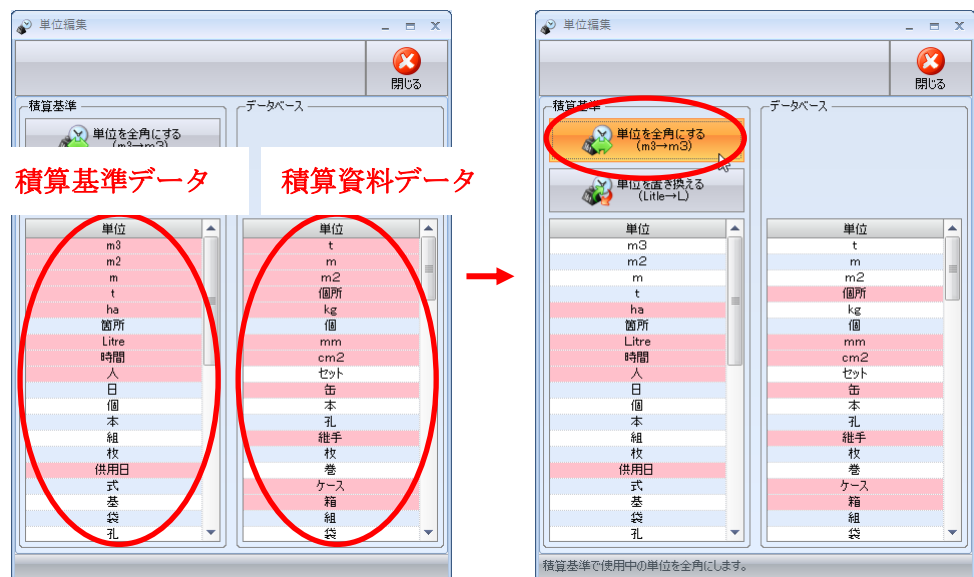 単位編集
閉じる
積算基準
データベース
単位を全角にする
(m3→m3)
積算基準データ
積算資料データ
単位
m3
m2
m
t
ha
箇所
Litre
時間
人
日
個
本
組
枚
供用日
式
基
袋
孔
単位
t
m
m2
個所
kg
個
mm
cm2
セット
缶
本
孔
継手
枚
巻
ケース
箱
組
袋
単位編集
閉じる
積算基準
データベース
単位を全角にする
(m3→m3)
単位を置き換える
(Litle→L)
単位
m3
m2
m
t
ha
箇所
Litre
時間
人
日
個
本
組
枚
供用日
式
基
袋
孔
単位
t
m
m2
個所
kg
個
mm
cm2
セット
缶
本
孔
継手
枚
巻
ケース
箱
組
袋
積算基準で使用中の単位を全角にします。